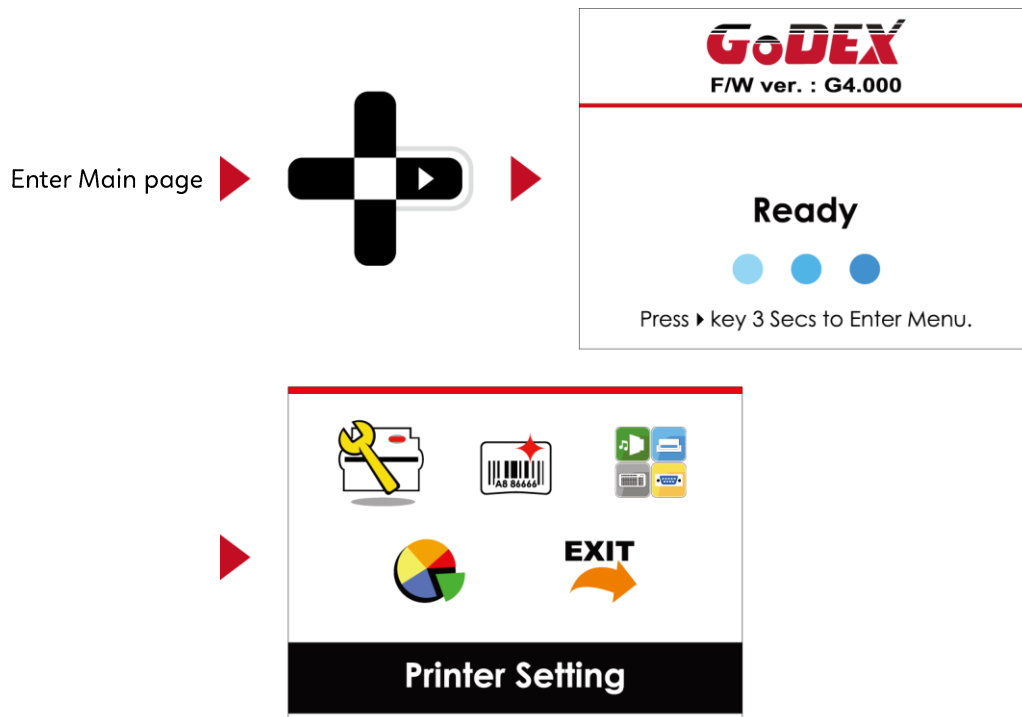 GoDEX
F/W ver. : G4.000
Enter Main page
Ready
Press key 3 Secs to Enter Menu.
AB 86666
EXIT
Printer Setting